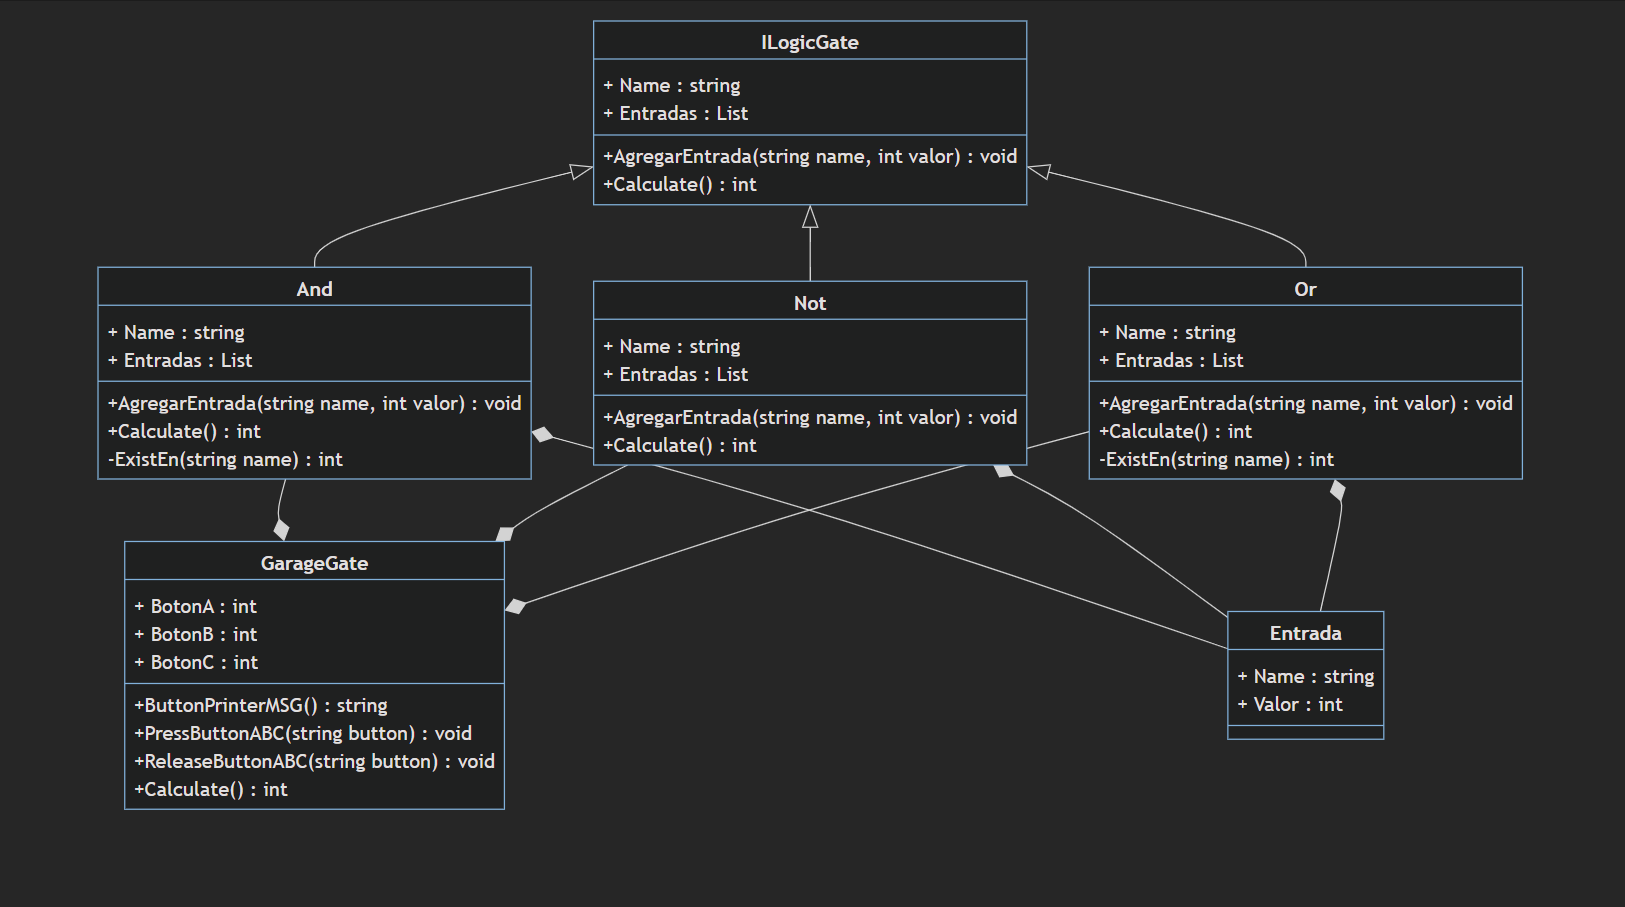 ILogicGate
+ Name : string
+ Entradas : List
+AgregarEntrada(string name, int valor) : void
+Calculate() : int
And
+ Name : string
+ Entradas : List
+AgregarEntrada(string name, int valor) : void
+Calculate() : int
-ExistEn(string name) : int
Not
+ Name : string
+ Entradas : List
+AgregarEntrada(string name, int valor) : void
+Calculate() : int
Or
+ Name : string
+ Entradas : List
+AgregarEntrada(string name, int valor) : void
+Calculate() : int
-ExistEn(string name) : int
GarageGate
+ BotonA : int
+ BotonB : int
+ BotonC : int
+ButtonPrinterMSG() : string
+PressButtonABC(string button) : void
+ReleaseButtonABC(string button) : void
+Calculate() : int
Entrada
+ Name : string
+ Valor : int